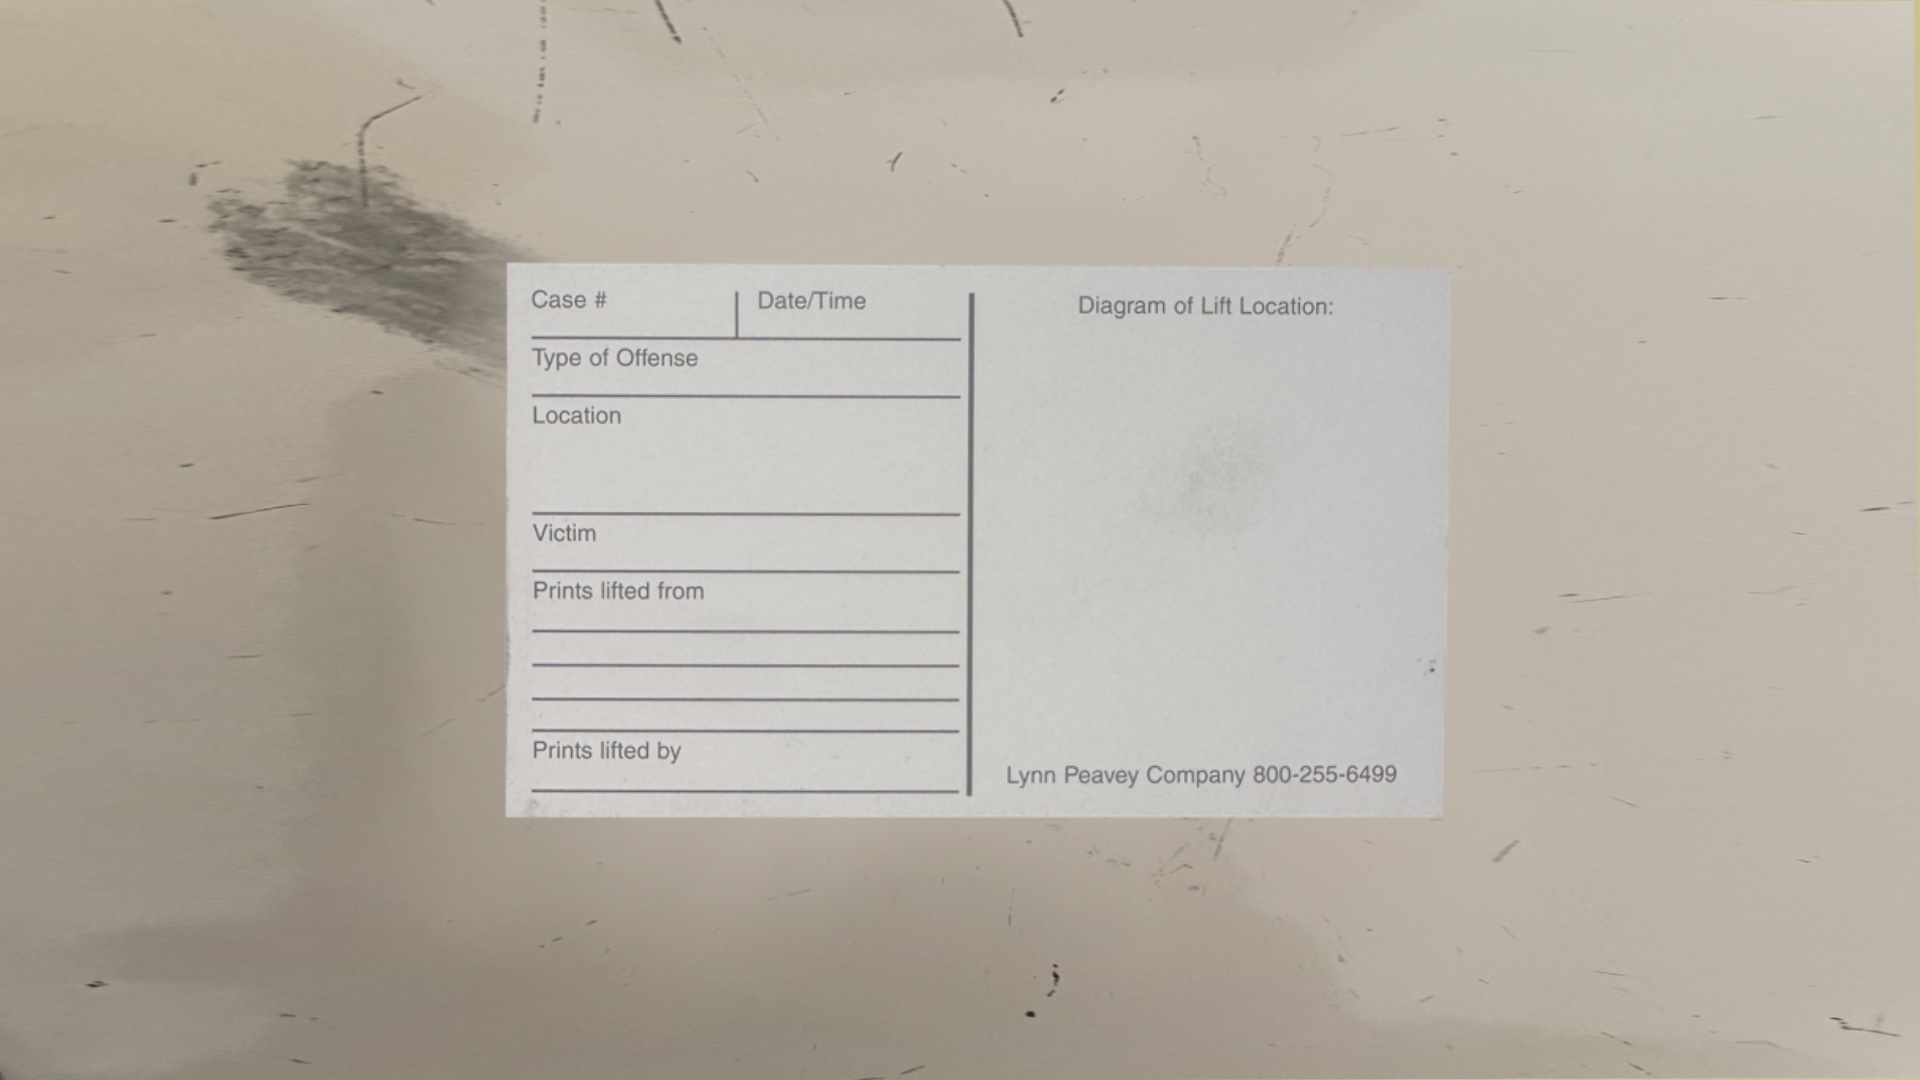 Case #
Date/Time
Type of Offense
Location
Victim
Prints lifted from
Prints lifted by
Diagram of Lift Location:
Lynn Peavey Company 800-255-6499